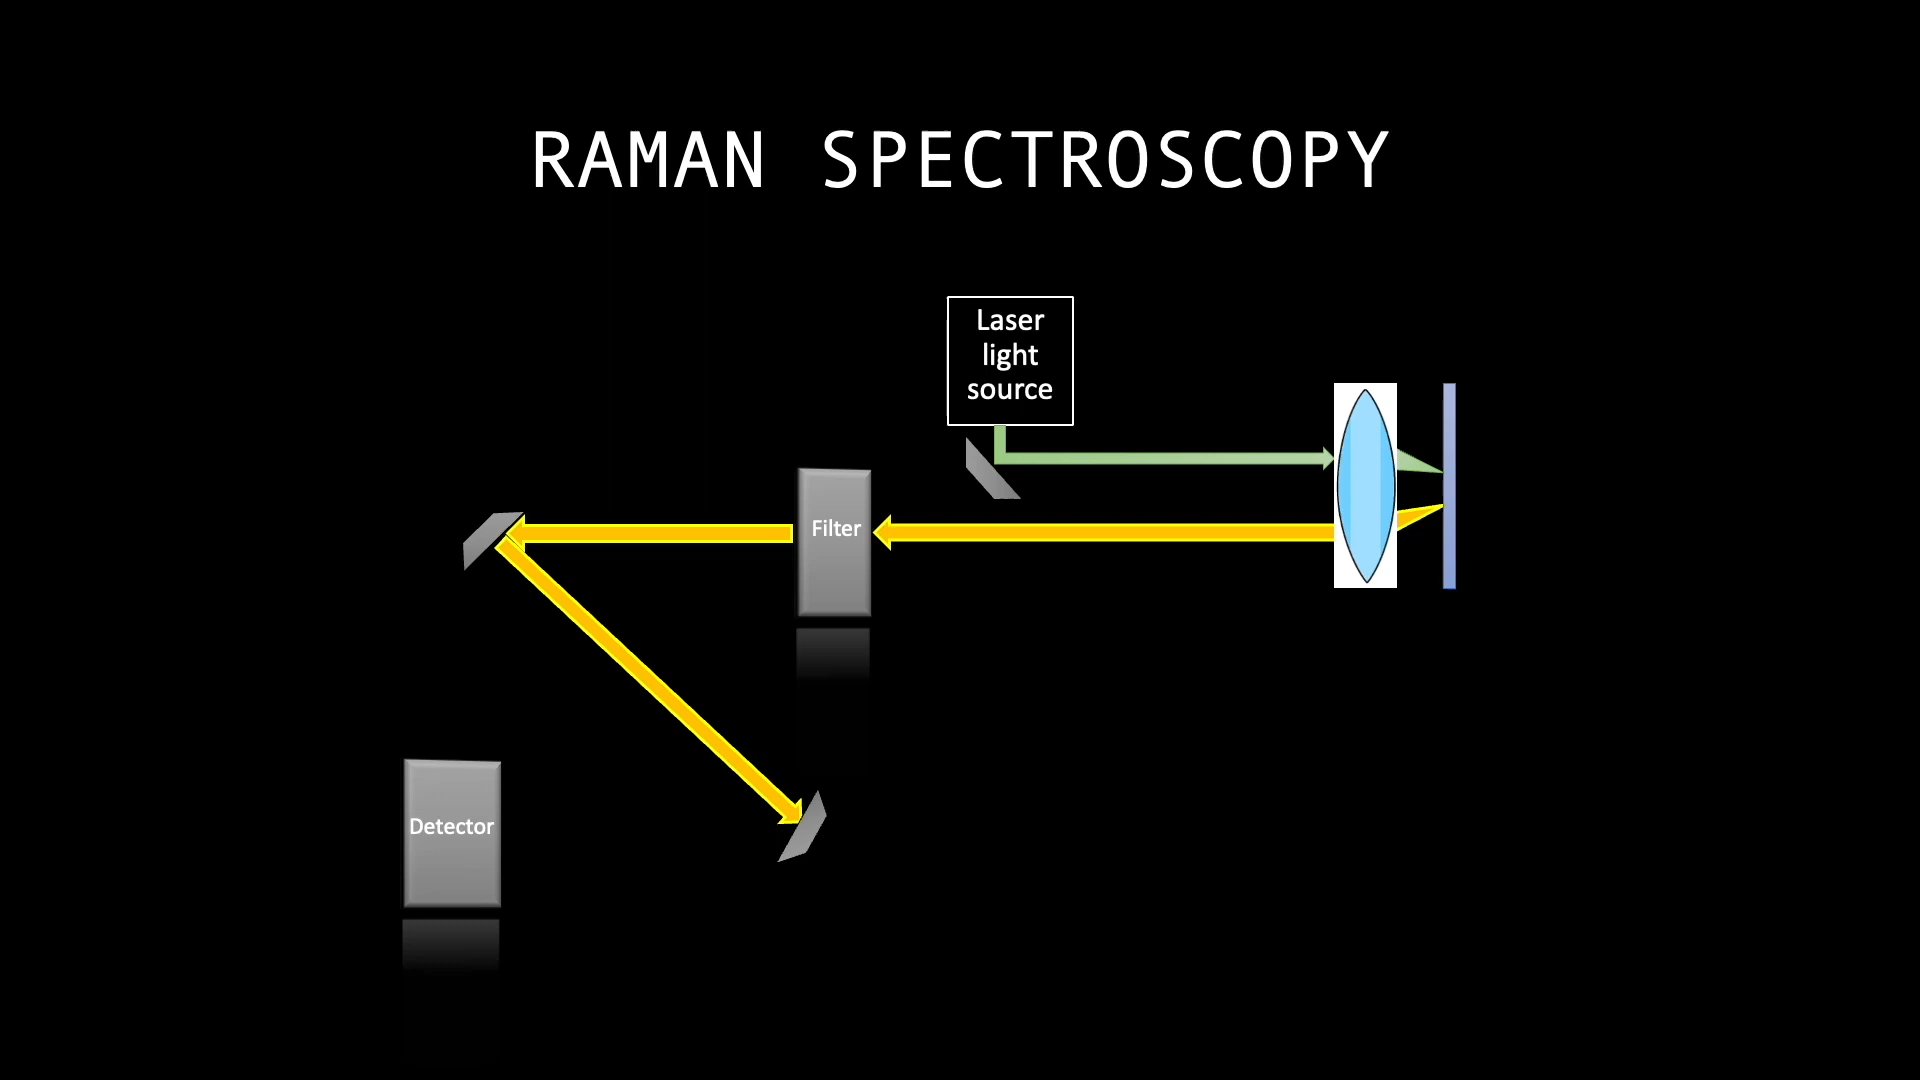 RAMAN SPECTROSCOPY
Laser
light
source
Filter
Detector